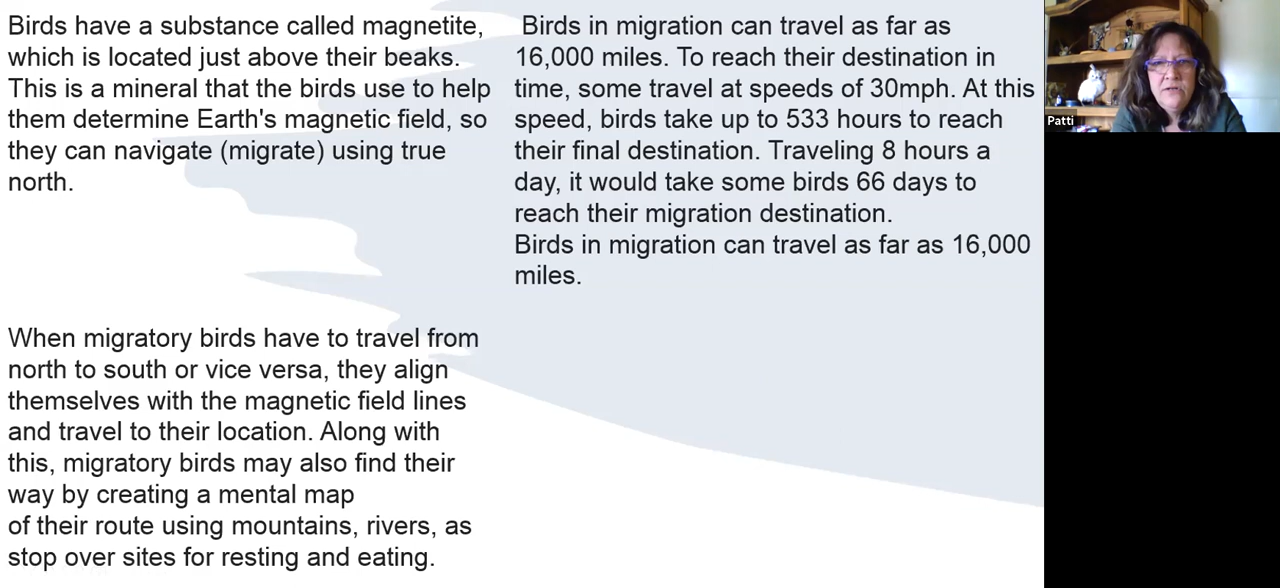 Birds have a substance called magnetite,
which is located just above their beaks.
This is a mineral that the birds use to help
them determine Earth's magnetic field, so
they can navigate (migrate) using true
north.
When migratory birds have to travel from
north to south or vice versa, they align
themselves with the magnetic field lines
and travel to their location. Along with
this, migratory birds may also find their
way by creating a mental map
of their route using mountains, rivers, as
stop over sites for resting and eating.
Birds in migration can travel as far as
16,000 miles. To reach their destination in
time, some travel at speeds of 30mph. At this
speed, birds take up to 533 hours to reach
their final destination. Traveling 8 hours a
day, it would take some birds 66 days to
reach their migration destination.
Birds in migration can travel as far as 16,000
miles.
Patti